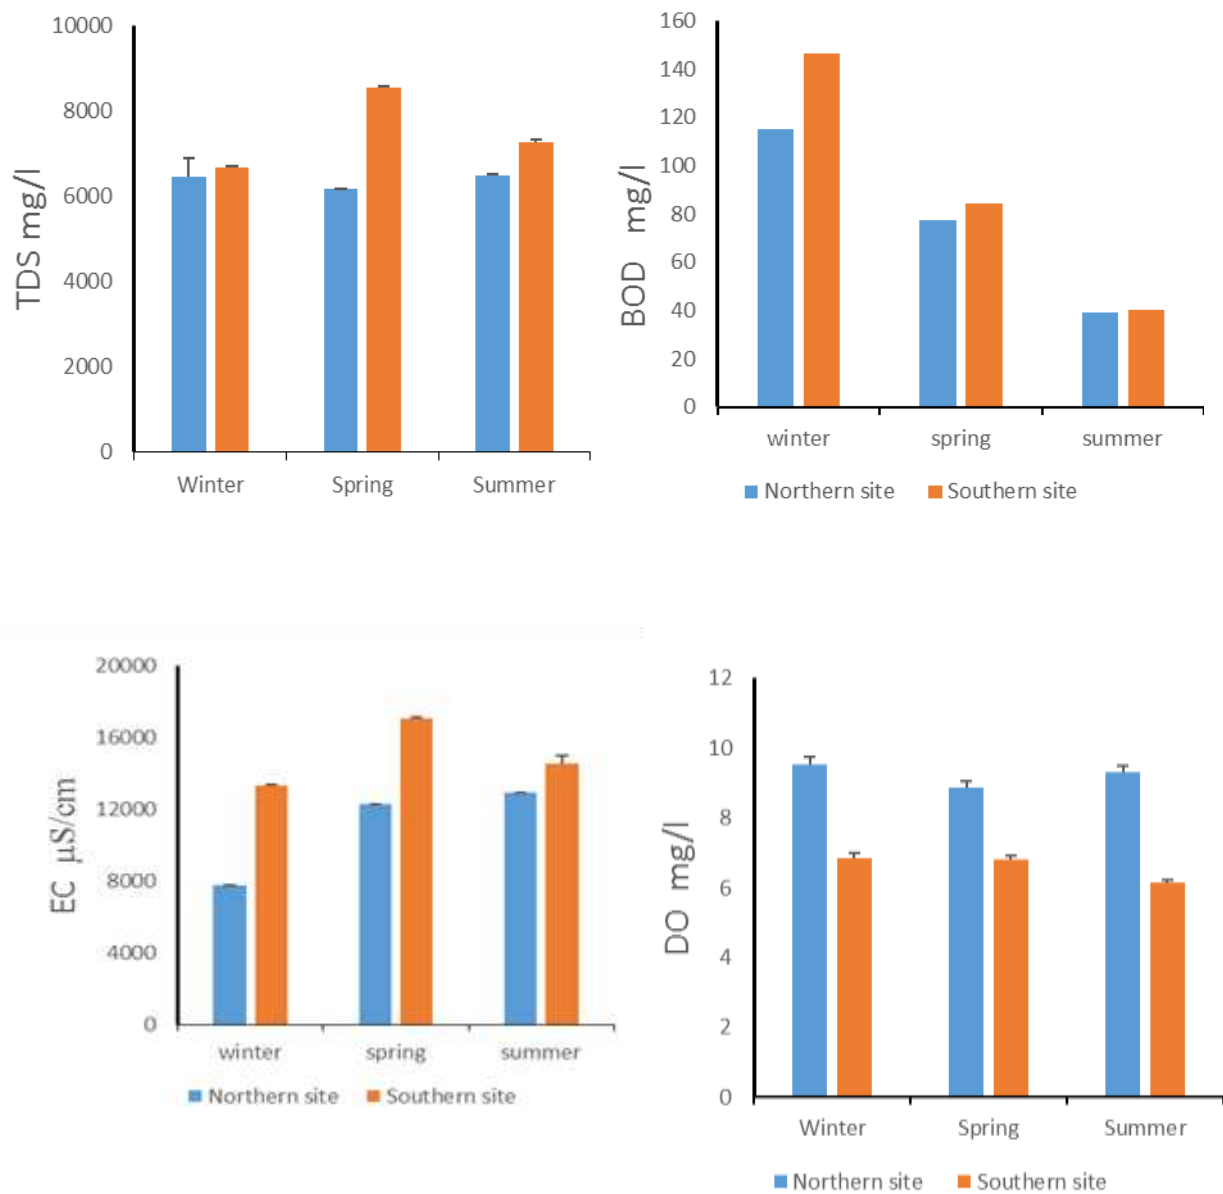 10000
8000
6000
4000
2000
0
TDS mg/l
Winter Spring Summer
160
140
120
100
80
60
40
20
0
BOD mg/l
winter spring summer
Northern site Southern site
20000
16000
12000
8000
4000
0
EC µS/cm
winter spring summer
Northern site Southern site
12
10
8
6
4
2
0
DO mg/l
Winter Spring Summer
Northern site Southern site